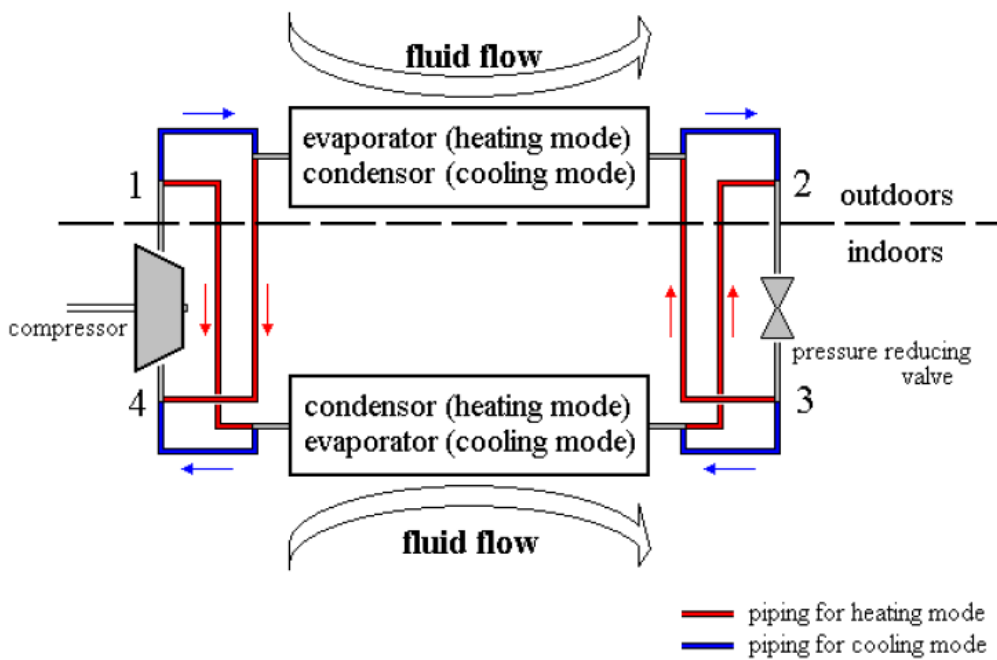 fluid flow
evaporator (heating mode)
condensor (cooling mode)
1
2
outdoors
indoors
compressor
pressure reducing
valve
4
3
condensor (heating mode)
evaporator (cooling mode)
fluid flow
piping for heating mode
piping for cooling mode